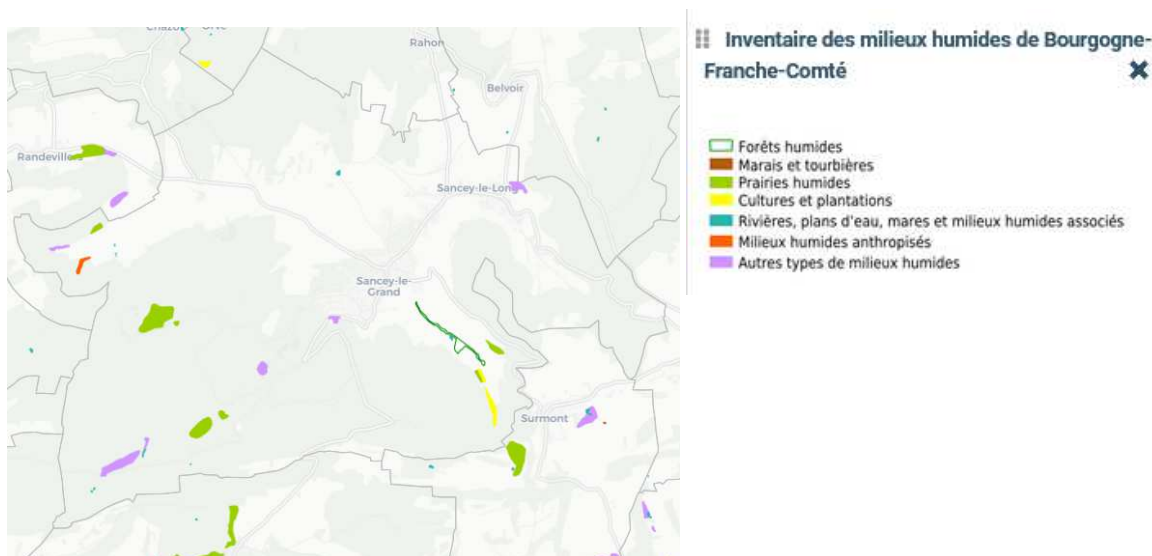 Rahon
Belvoir
Randevillers
Sancey-le-Long
Sancey-le-
Grand
Surmont
Inventaire des milieux humides de Bourgogne-
Franche-Comté
Forêts humides
Marais et tourbières
Prairies humides
Cultures et plantations
Rivières, plans d'eau, mares et milieux humides associés
Milieux humides anthropisés
Autres types de milieux humides